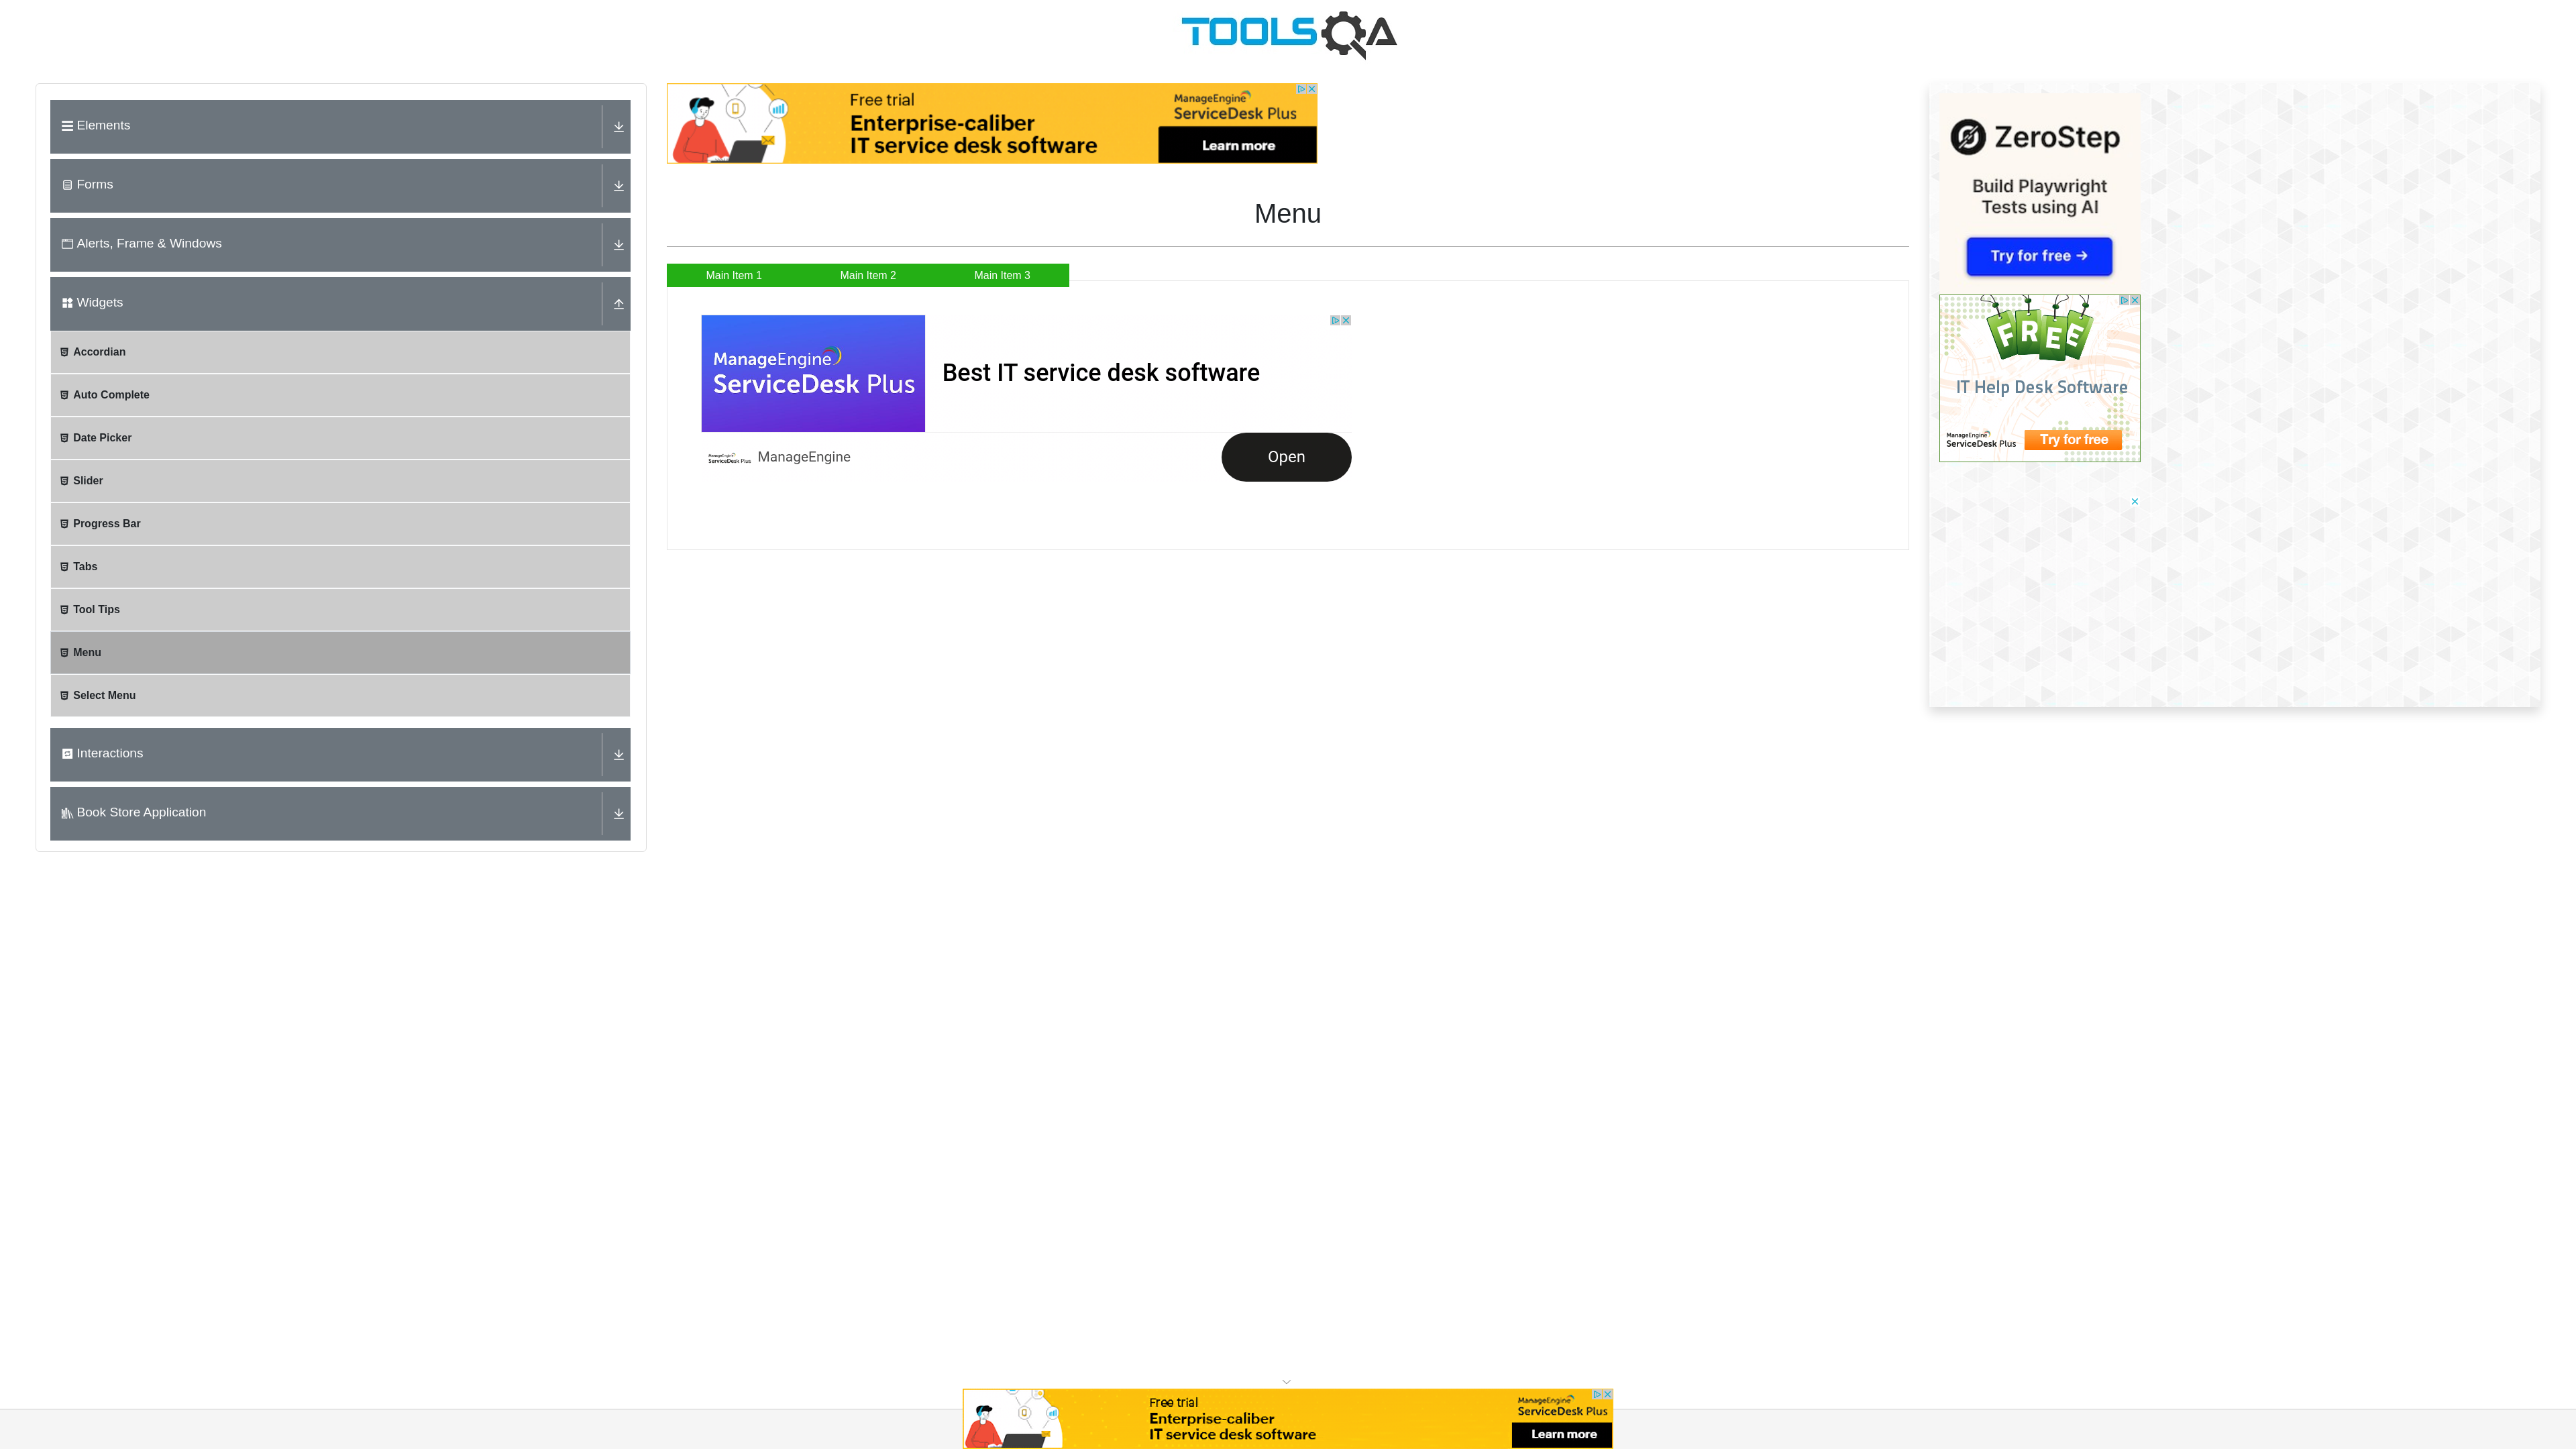 TOOLSQA
Elements
Forms
Alerts, Frame & Windows
Widgets
Accordian
Auto Complete
Date Picker
Slider
Progress Bar
Tabs
Tool Tips
Menu
Select Menu
Interactions
Book Store Application
Free trial
Enterprise-caliber
IT service desk software
ManageEngine
ServiceDesk Plus
Learn more
Menu
Main Item 1
Main Item 2
Main Item 3
ManageEngine
ServiceDesk Plus
Best IT service desk software
ManageEngine
ServiceDesk Plus
ManageEngine
Open
ZeroStep
Build Playwright
Tests using AI
Try for free →
FREE
IT Help Desk Software
ManageEngine
ServiceDesk Plus
Try for free
Free trial
Enterprise-caliber
IT service desk software
ManageEngine
ServiceDesk Plus
Learn more